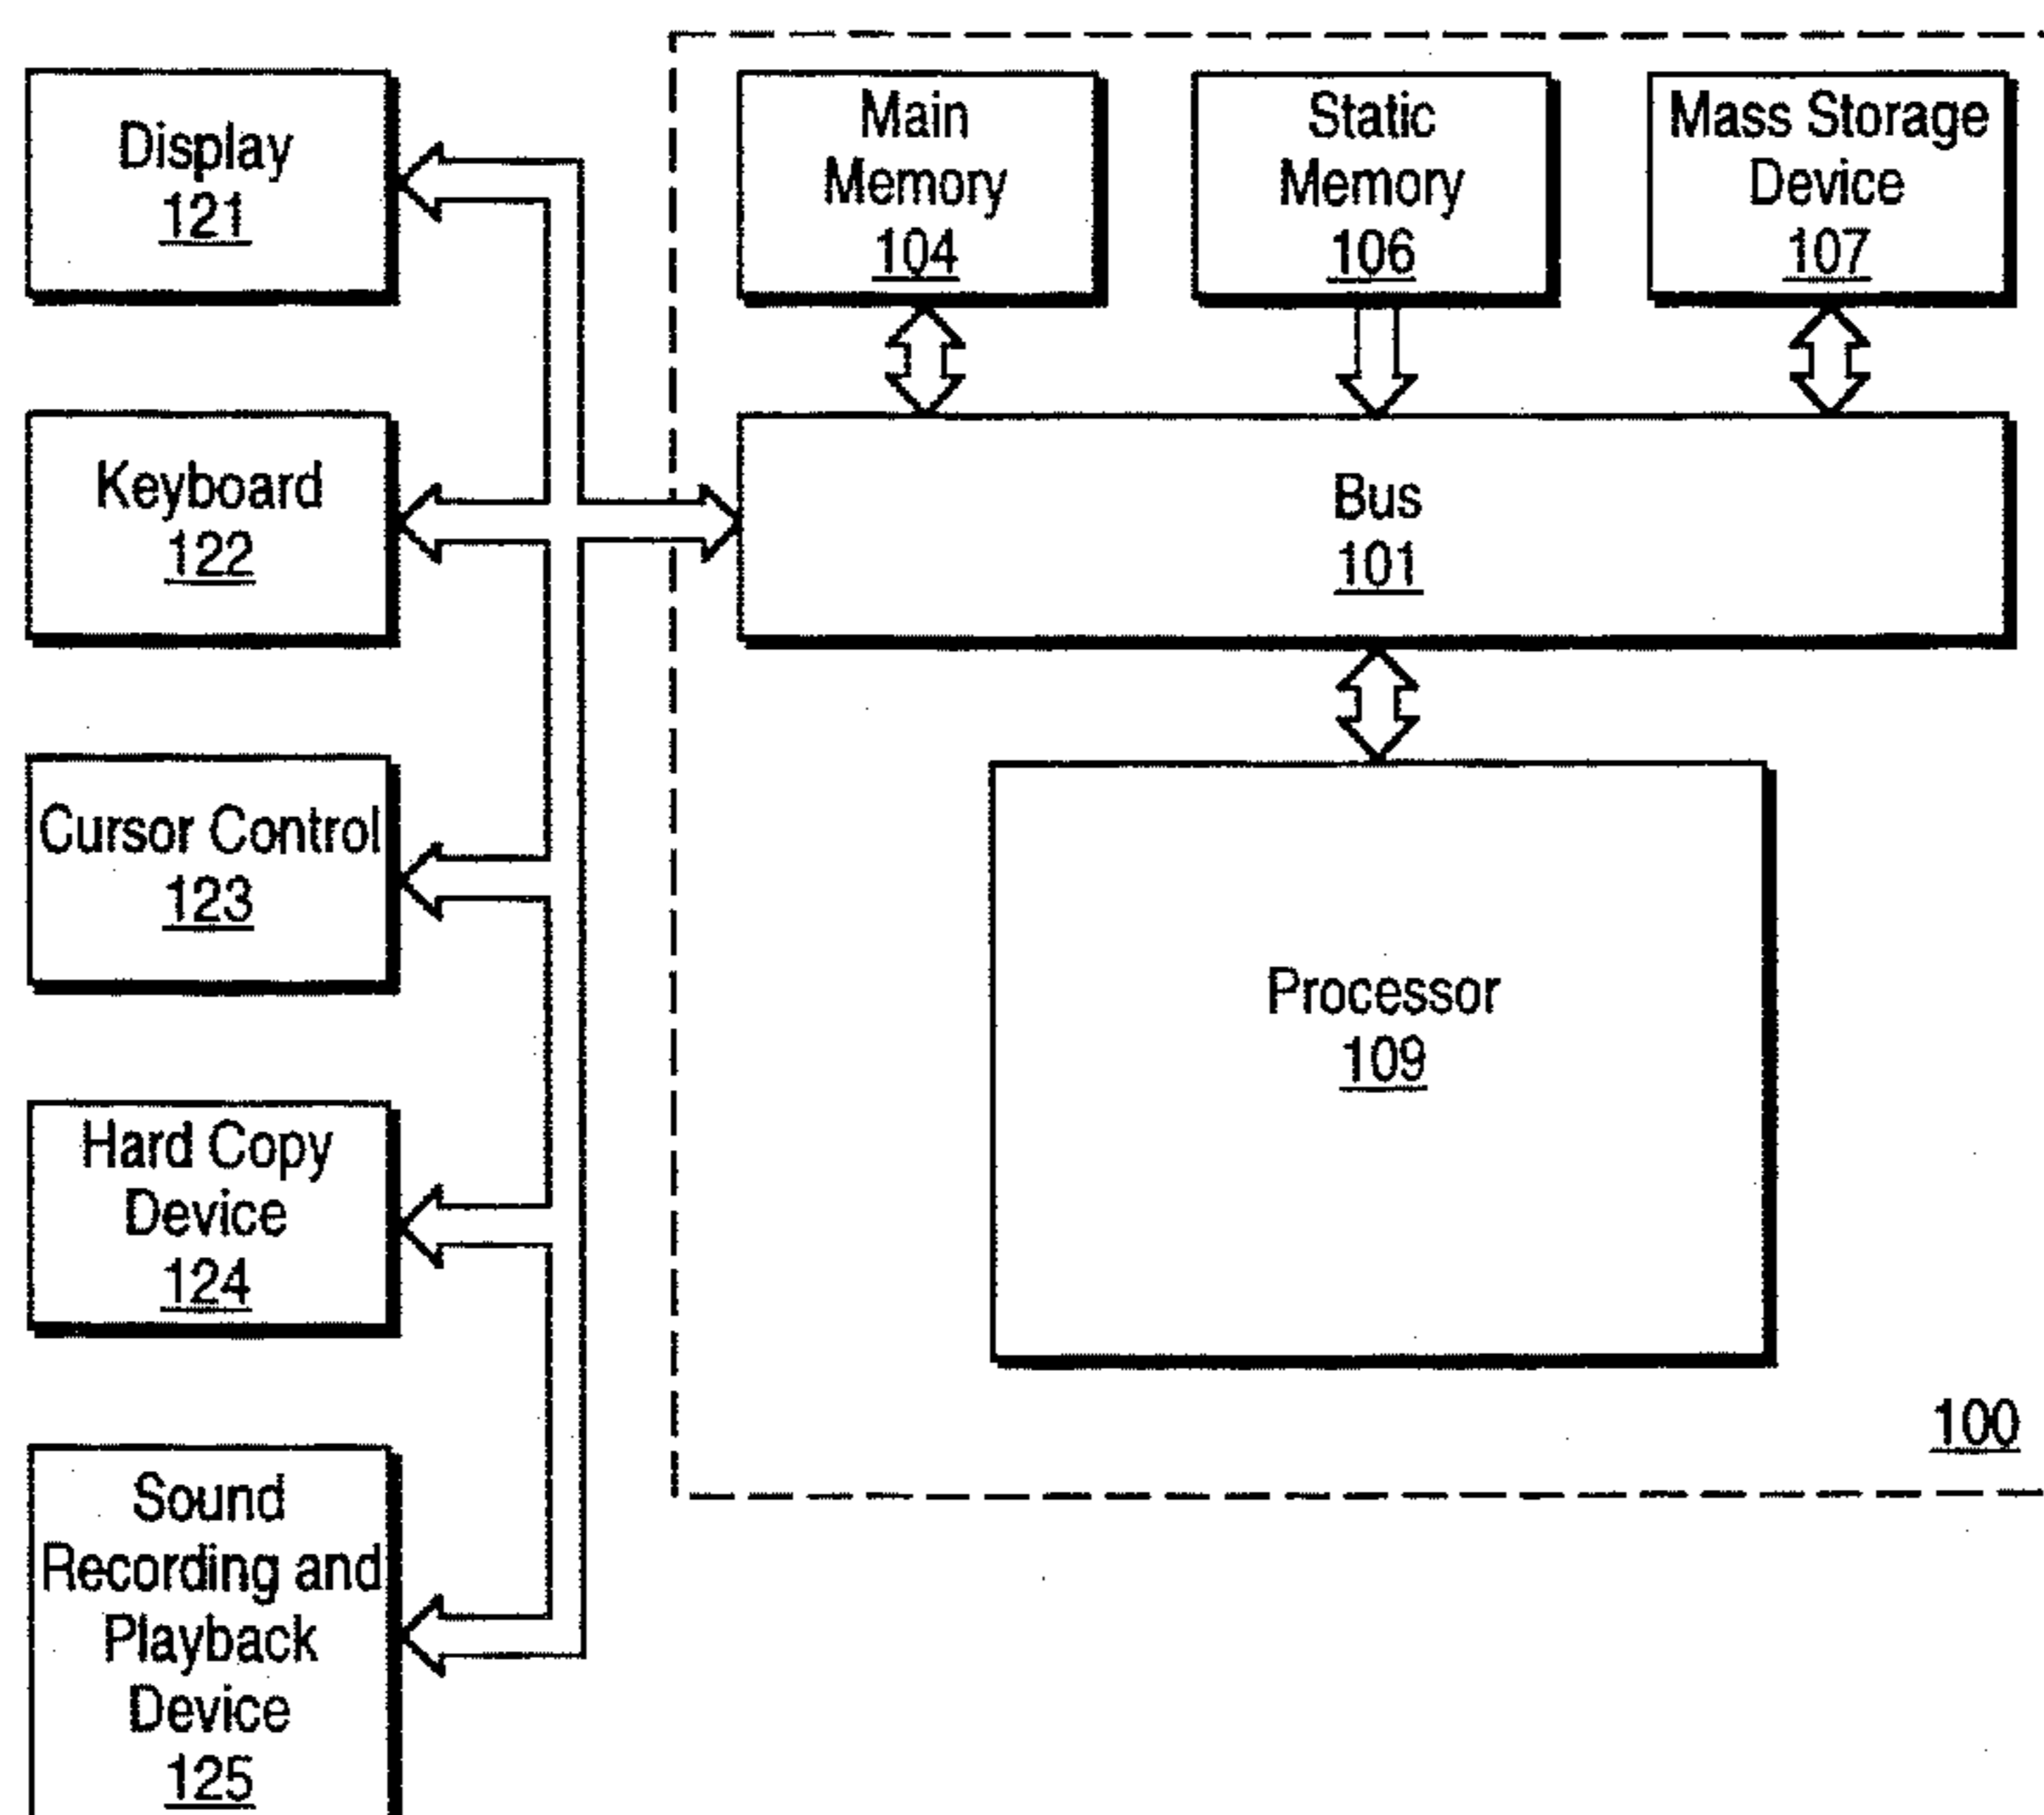 Display
121
Keyboard
122
Cursor Control
123
Hard Copy
Device
124
Sound
Recording and
Playback
Device
125
Main
Memory
104
Static
Memory
106
Mass Storage
Device
107
Bus
101
Processor
109
100